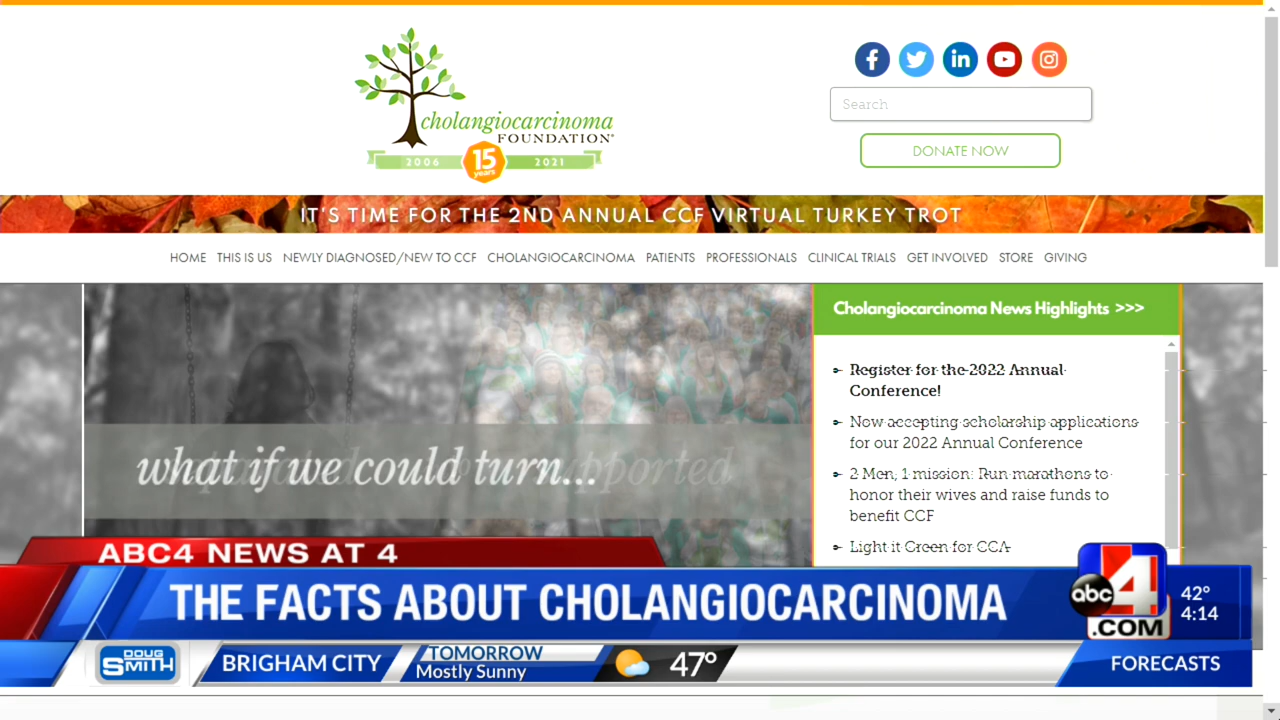 cholangiocarcinoma
FOUNDATION
2006 15 years 2021
Search
DONATE NOW
IT'S TIME FOR THE 2ND ANNUAL CCF VIRTUAL TURKEY TROT
HOME THIS IS US NEWLY DIAGNOSED/NEW TO CCF CHOLANGIOCARCINOMA PATIENTS PROFESSIONALS CLINICAL TRIALS GET INVOLVED STORE GIVING
what if we could turn...
supported
Cholangiocarcinoma News Highlights >>>
Register for the 2022 Annual
Conference!
Now accepting scholarship applications
for our 2022 Annual Conference
2 Men, 1 mission: Run marathons to
honor their wives and raise funds to
benefit CCF
Light it Green for CCA
ABC4 NEWS AT 4
THE FACTS ABOUT CHOLANGIOCARCINOMA
abc 4
.COM
42°
4:14
DOUG
SMITH
BRIGHAM CITY
TOMORROW
Mostly Sunny
47°
FORECASTS